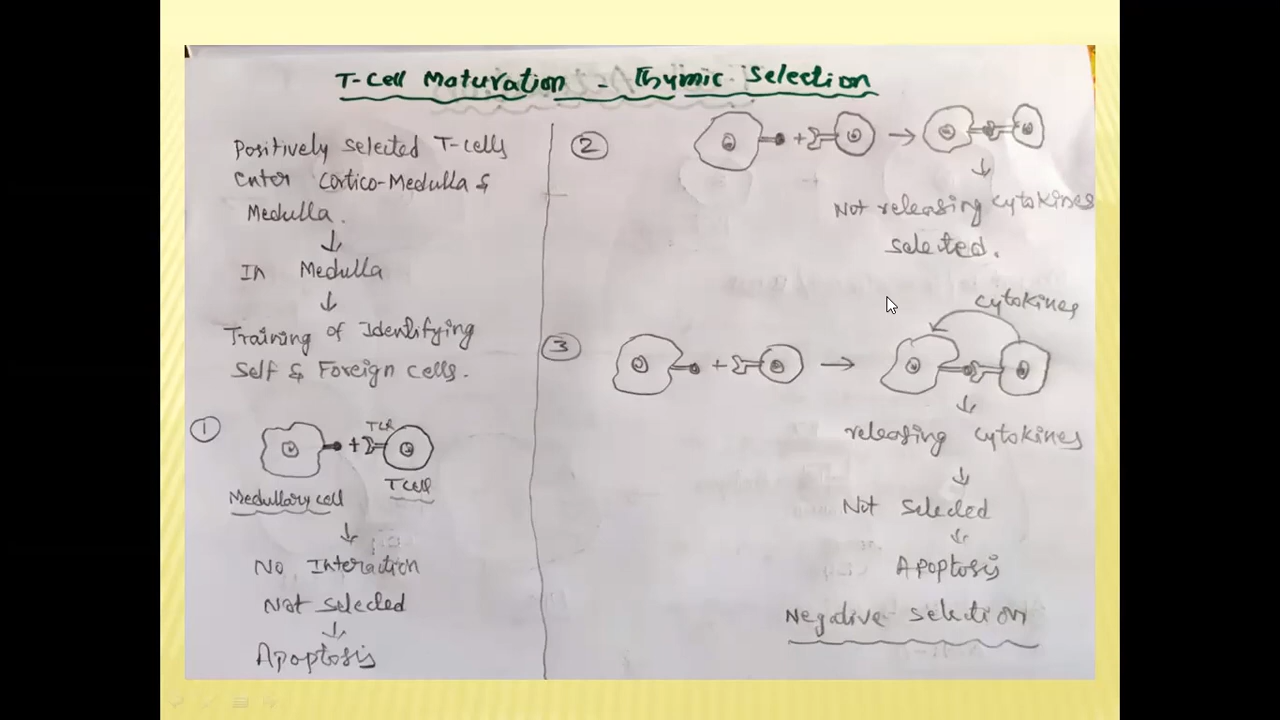 T-Cell Maturation - Thymic Selection
Positively selected T-cells
enter Cortico-Medulla &
Medulla.
In Medulla
Training of Identifying
Self & Foreign cells.
1
TCR
Medullary cell
T cell
No Interaction
Not selected
Apoptosis
2
Not releasing cytokines
selected.
3
cytokines
releasing cytokines
Not selected
Apoptosis
Negative selection